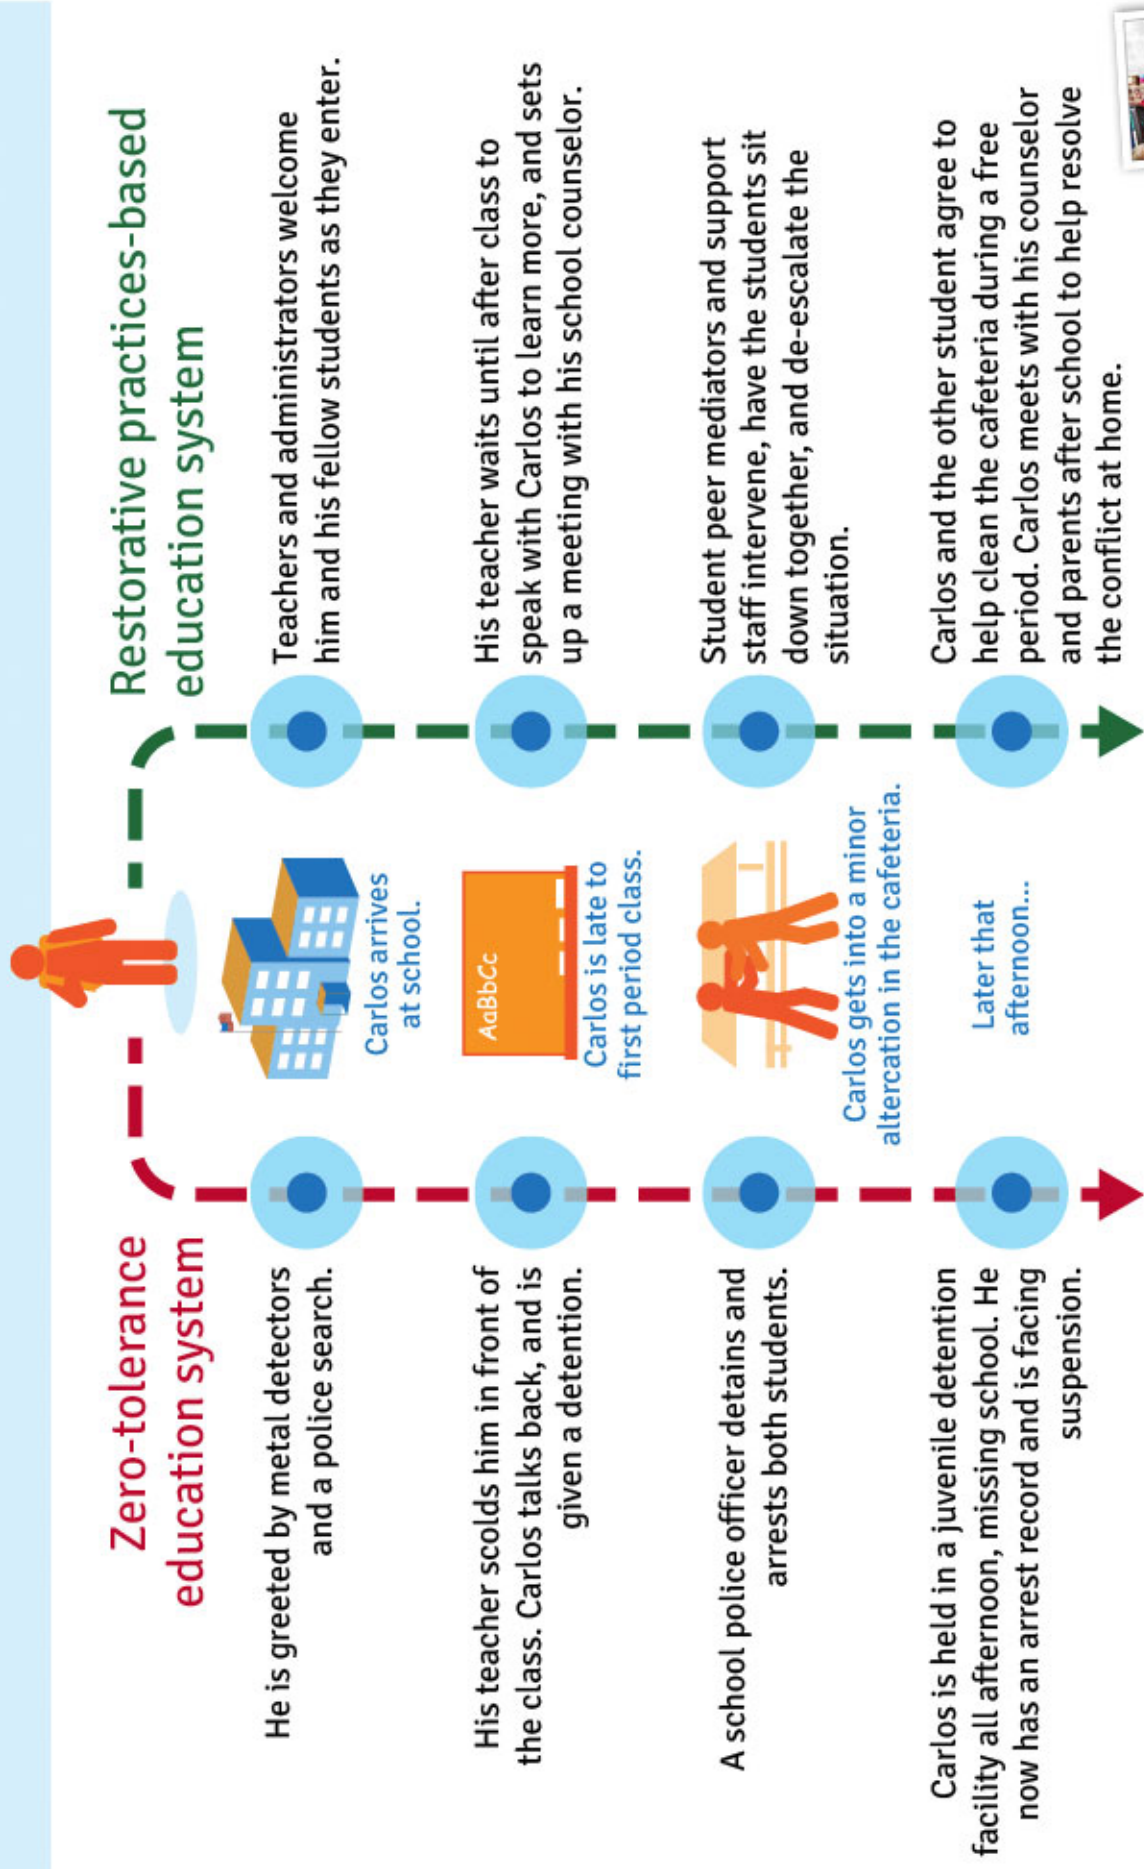 Zero-tolerance
education system
Restorative practices-based
education system
He is greeted by metal detectors
and a police search.
Carlos arrives
at school.
Teachers and administrators welcome
him and his fellow students as they enter.
His teacher scolds him in front of
the class. Carlos talks back, and is
given a detention.
AaBbCc
Carlos is late to
first period class.
His teacher waits until after class to
speak with Carlos to learn more, and sets
up a meeting with his school counselor.
A school police officer detains and
arrests both students.
Carlos gets into a minor
altercation in the cafeteria.
Student peer mediators and support
staff intervene, have the students sit
down together, and de-escalate the
situation.
Carlos is held in a juvenile detention
facility all afternoon, missing school. He
now has an arrest record and is facing
suspension.
Later that
afternoon...
Carlos and the other student agree to
help clean the cafeteria during a free
period. Carlos meets with his counselor
and parents after school to help resolve
the conflict at home.